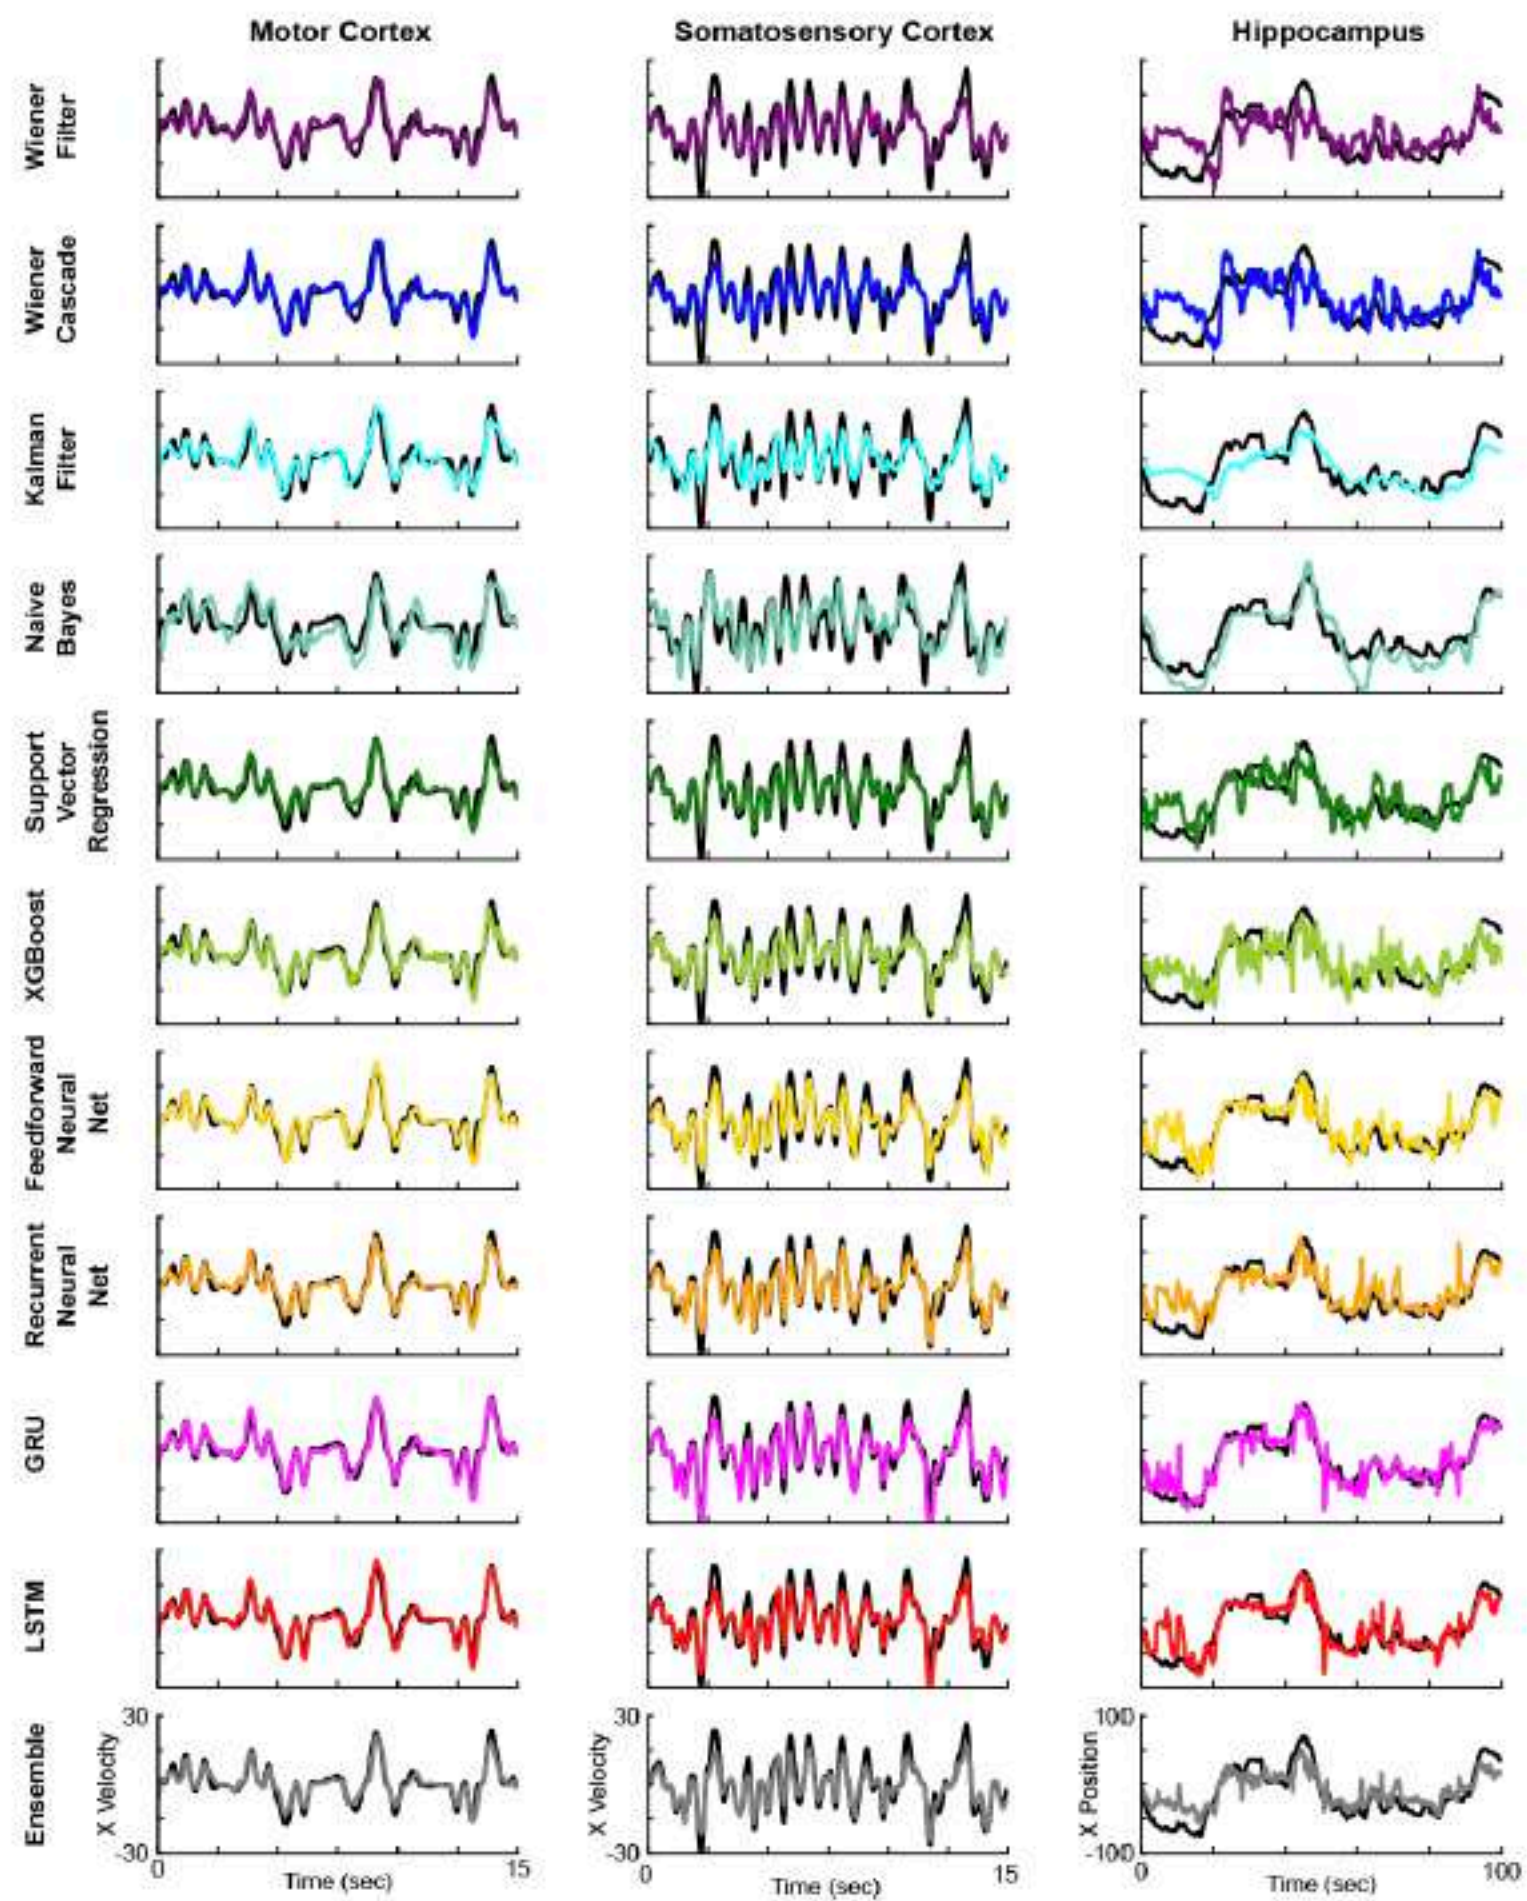 Motor Cortex
Somatosensory Cortex
Hippocampus
Wiener
Filter
Wiener
Cascade
Kalman
Filter
Naive
Bayes
Support
Vector
Regression
XGBoost
Feedforward
Neural
Net
Recurrent
Neural
Net
GRU
LSTM
Ensemble
X Velocity
30
-30
0
15
Time (sec)
X Velocity
30
-30
0
15
Time (sec)
X Position
100
-100
0
100
Time (sec)